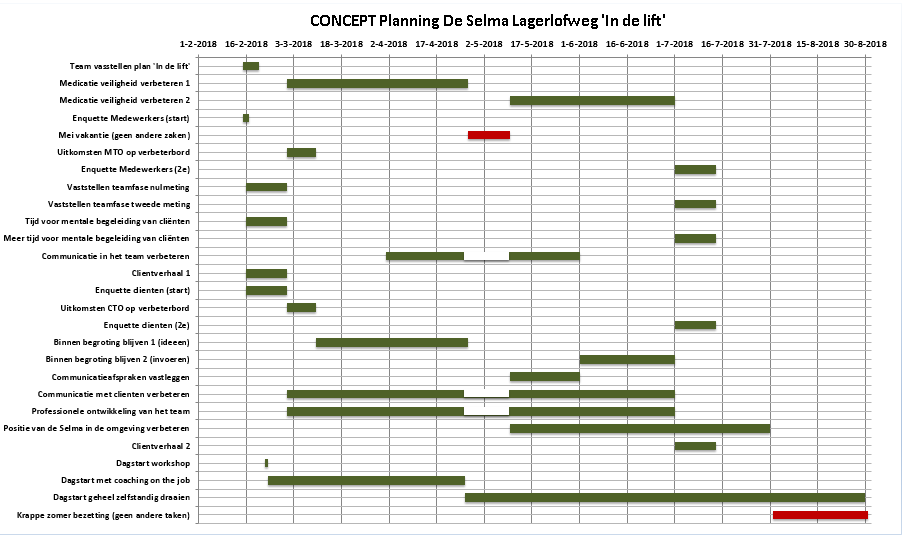 CONCEPT Planning De Selma Lagerlofweg 'In de lift'
1-2-2018 16-2-2018 3-3-2018 18-3-2018 2-4-2018 17-4-2018 2-5-2018 17-5-2018 1-6-2018 16-6-2018 1-7-2018 16-7-2018 31-7-2018 15-8-2018 30-8-2018
Team vasstellen plan 'In de lift'
Medicatie veiligheid verbeteren 1
Medicatie veiligheid verbeteren 2
Enquette Medewerkers (start)
Mei vakantie (geen andere zaken)
Uitkomsten MTO op verbeterbord
Enquette Medewerkers (2e)
Vaststellen teamfase nulmeting
Vaststellen teamfase tweede meting
Tijd voor mentale begeleiding van cliënten
Meer tijd voor mentale begeleiding van cliënten
Communicatie in het team verbeteren
Clientverhaal 1
Enquette clienten (start)
Uitkomsten CTO op verbeterbord
Enquette clienten (2e)
Binnen begroting blijven 1 (ideeen)
Binnen begroting blijven 2 (invoeren)
Communicatieafspraken vastleggen
Communicatie met clienten verbeteren
Professionele ontwikkeling van het team
Positie van de Selma in de omgeving verbeteren
Clientverhaal 2
Dagstart workshop
Dagstart met coaching on the job
Dagstart geheel zelfstandig draaien
Krappe zomer bezetting (geen andere taken)